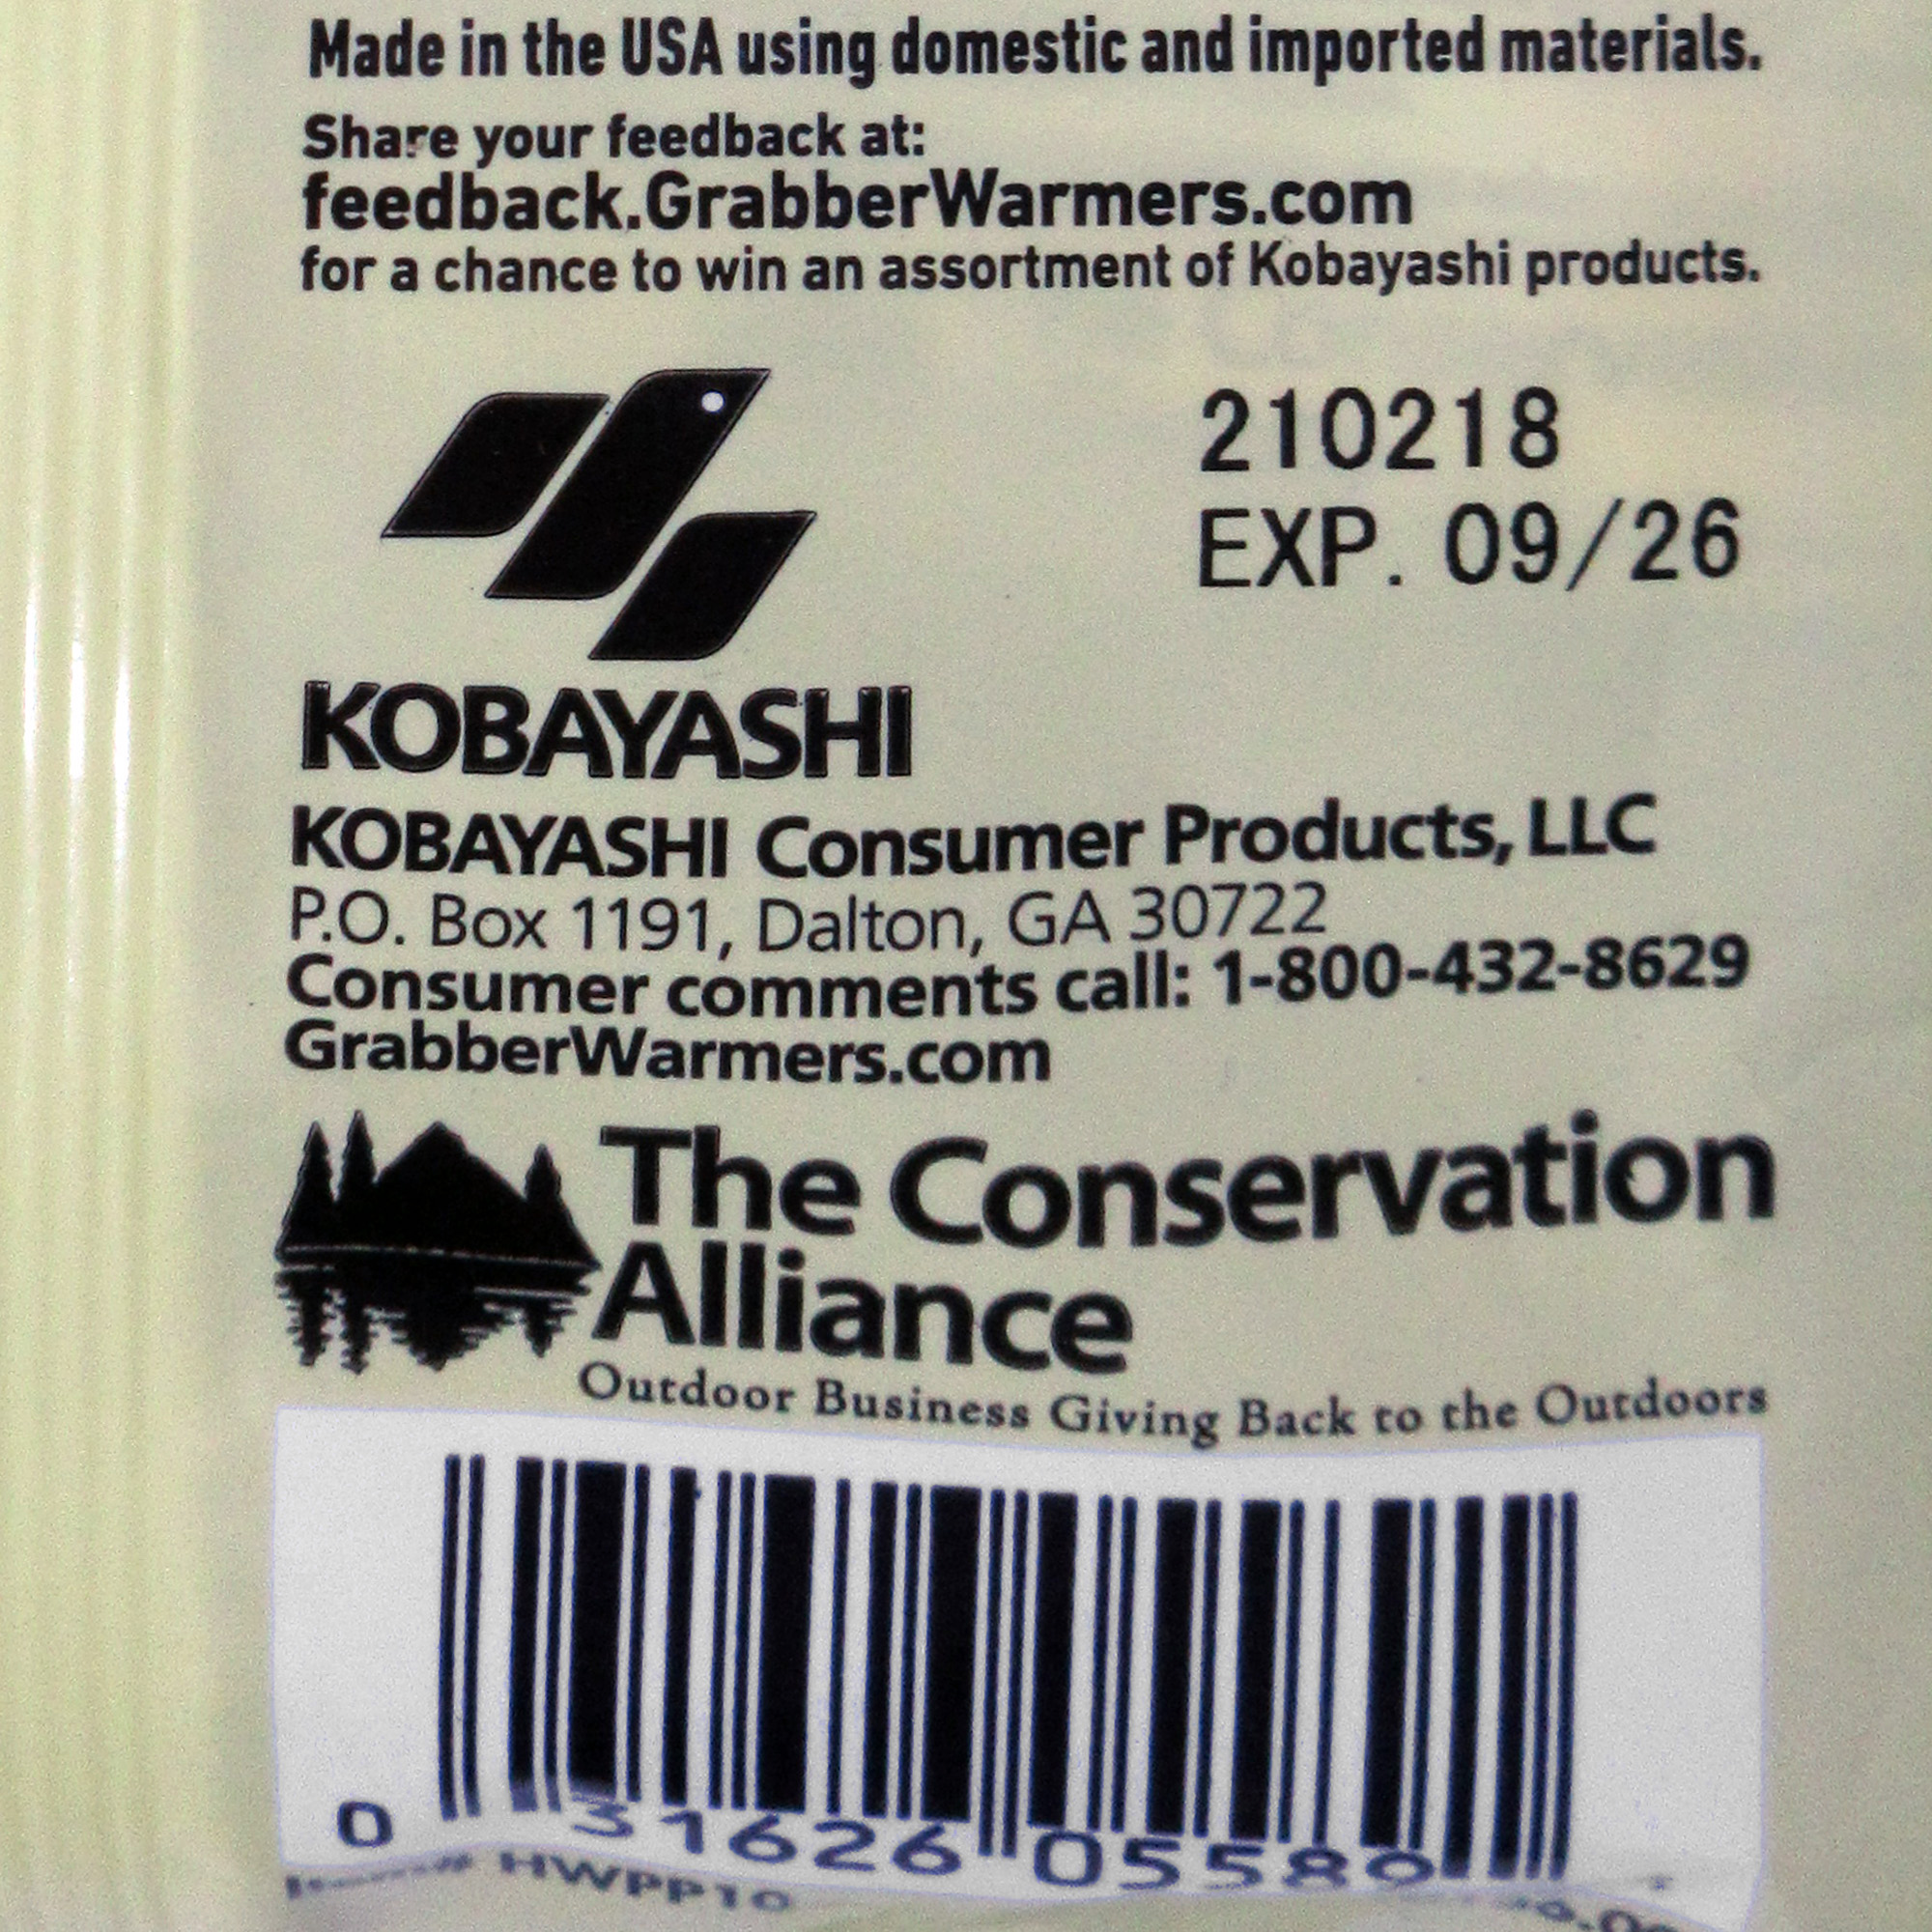 Made in the USA using domestic and imported materials.
Share your feedback at:
feedback.GrabberWarmers.com
for a chance to win an assortment of Kobayashi products.
210218
EXP. 09/26
KOBAYASHI
KOBAYASHI Consumer Products, LLC
P.O. Box 1191, Dalton, GA 30722
Consumer comments call: 1-800-432-8629
GrabberWarmers.com
The Conservation
Alliance
Outdoor Business Giving Back to the Outdoors
0 31626 05589
HWPP10